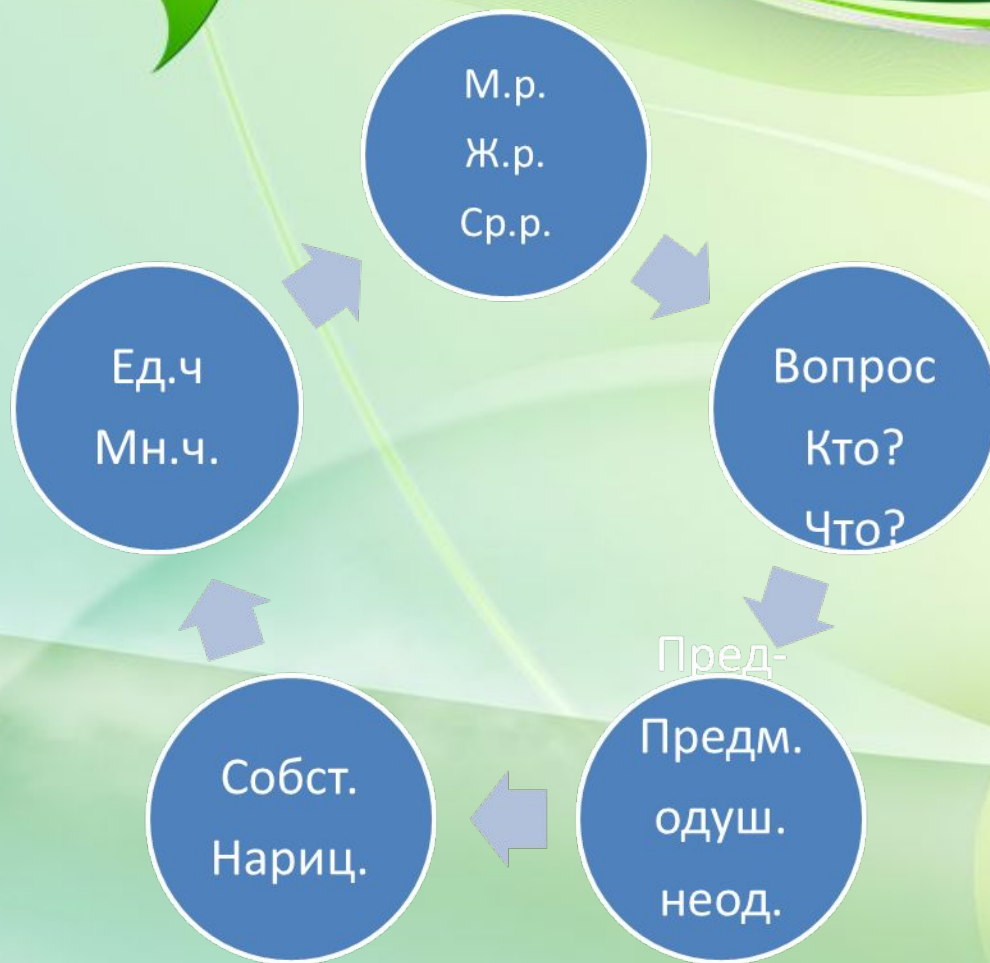 М.р.
Ж.р.
Ср.р.
Вопрос
Кто?
Что?
Пред-
Предм.
одуш.
неод.
Собст.
Нариц.
Ед.ч
Мн.ч.